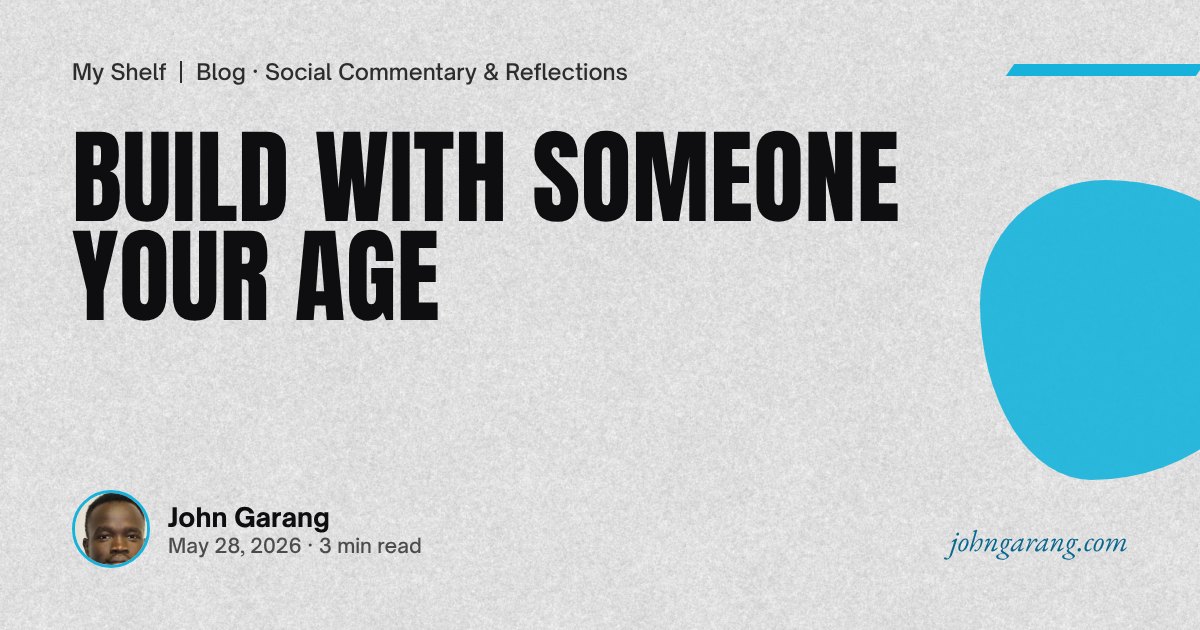 My Shelf | Blog · Social Commentary & Reflections
BUILD WITH SOMEONE
YOUR AGE
John Garang
May 28, 2026 · 3 min read
johngarang.com